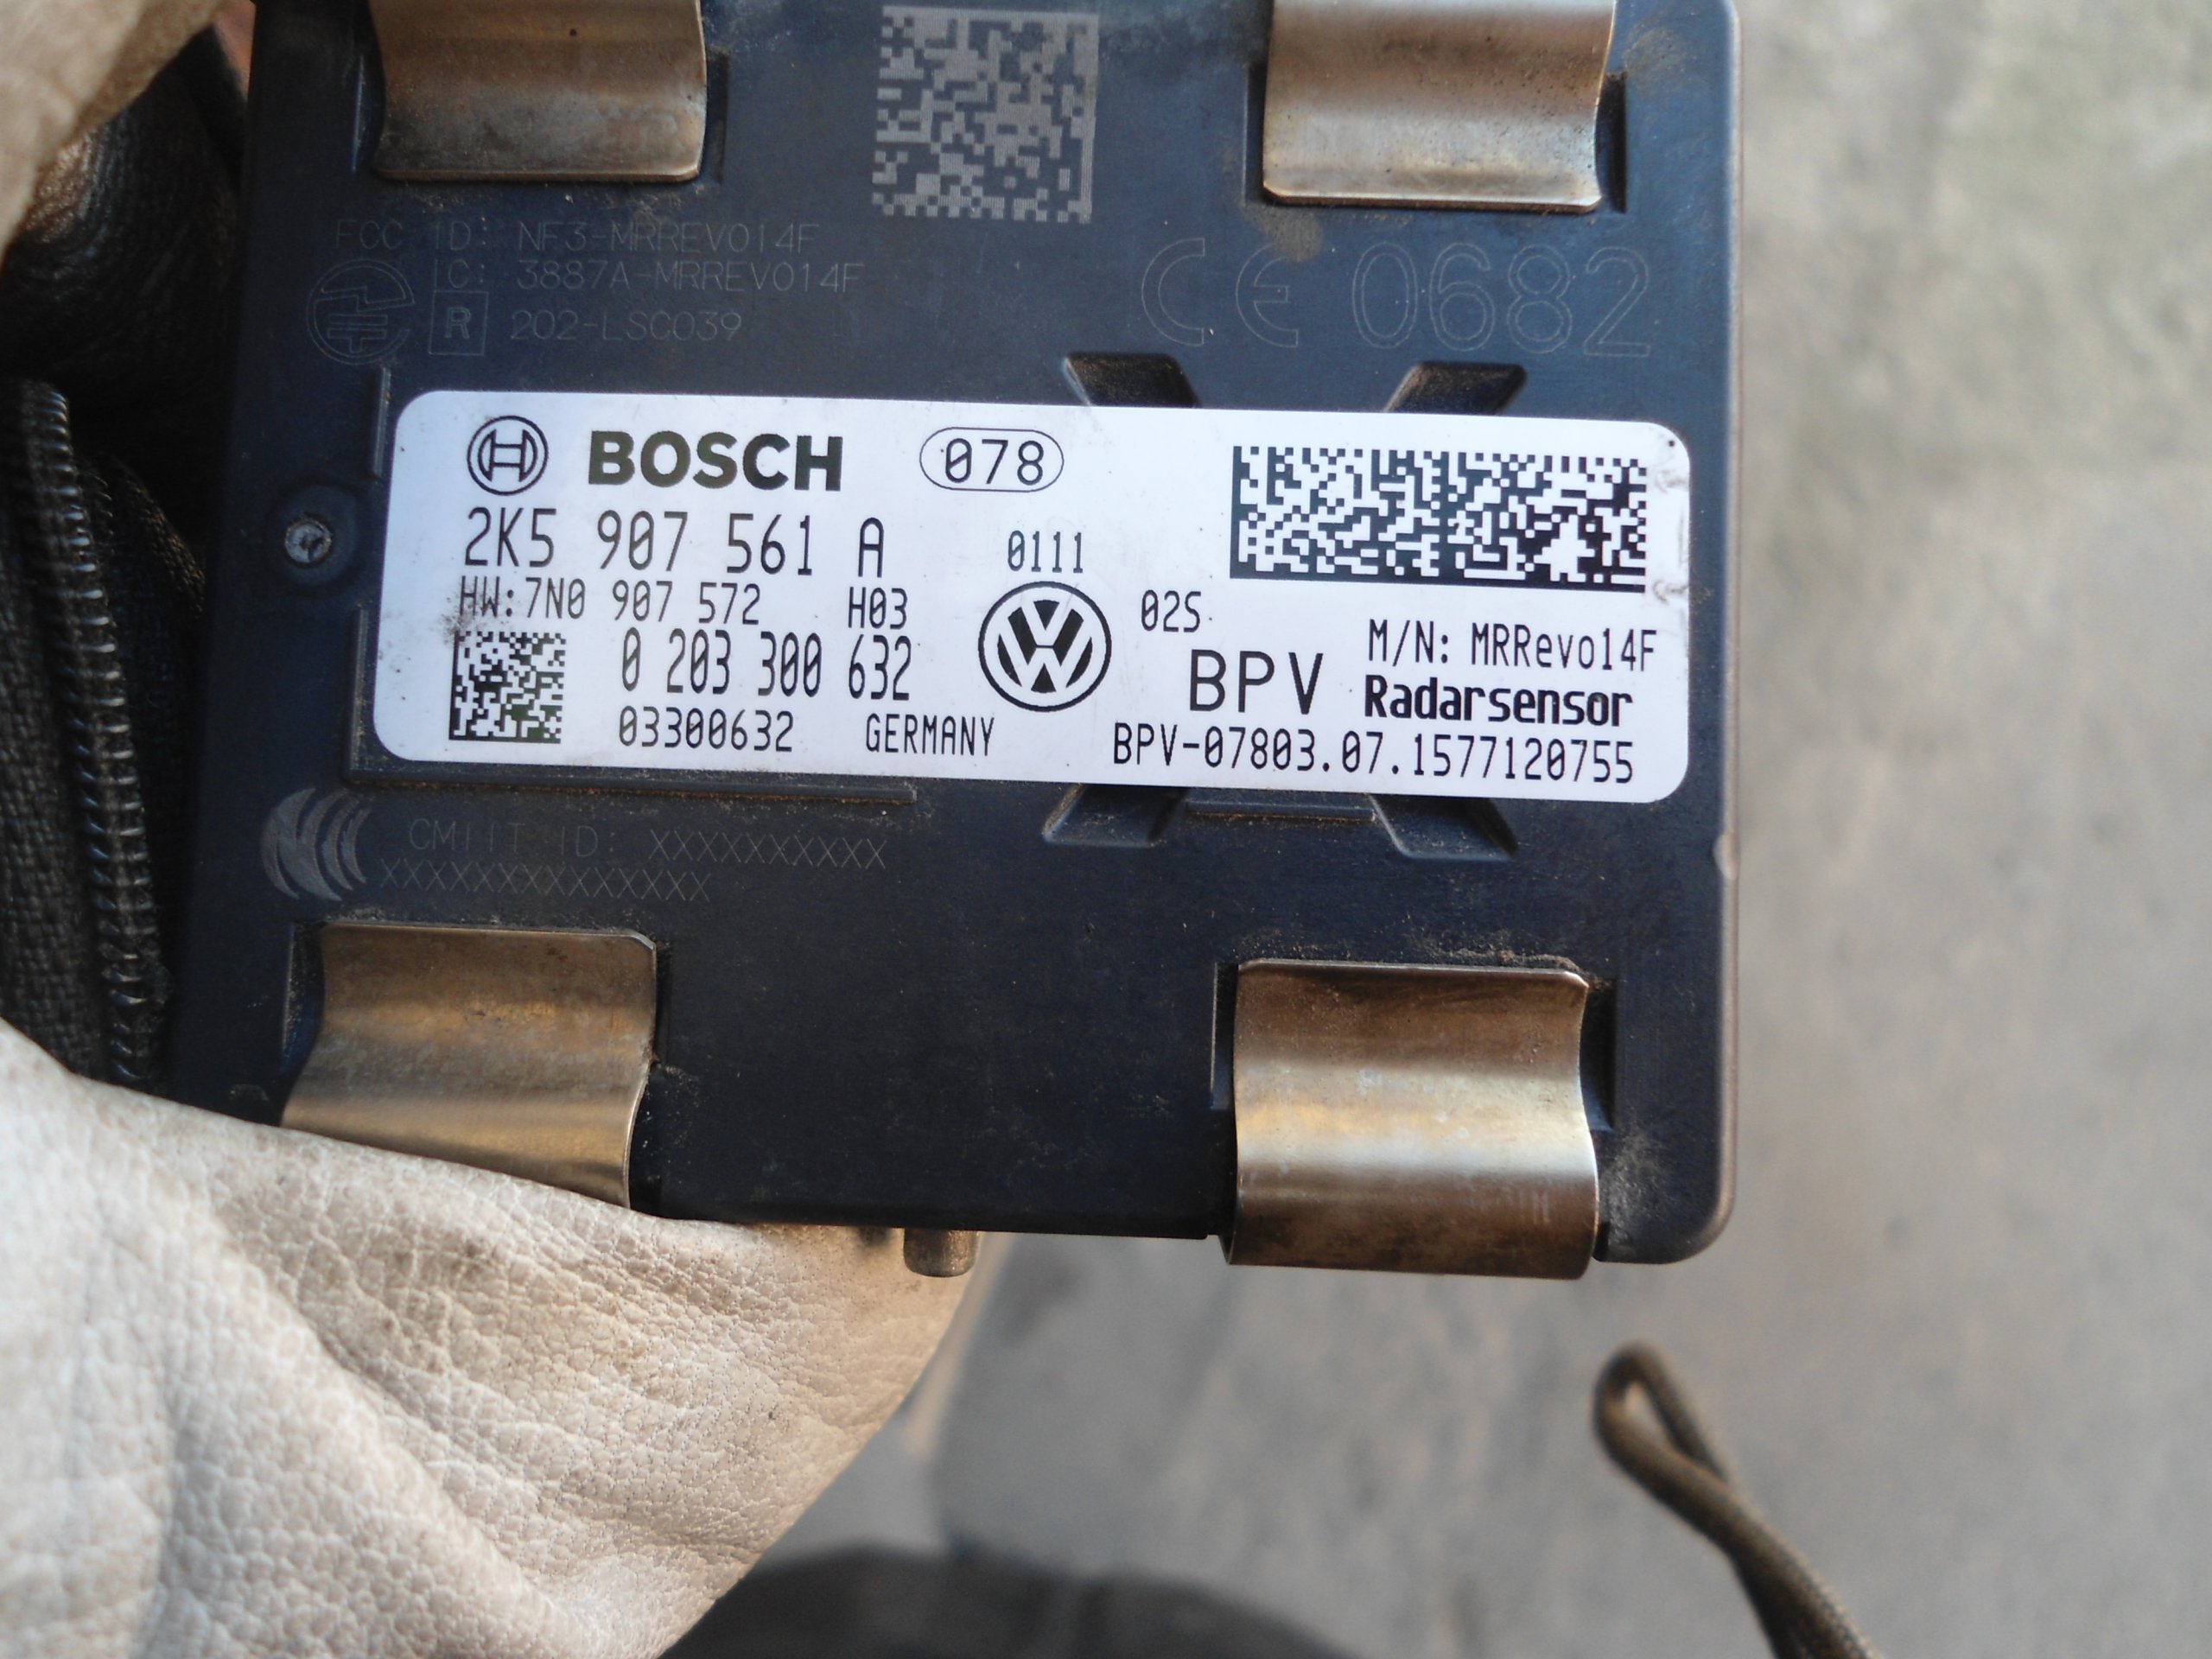 FCC ID: NF3-MRREVO14F
IC: 3887A-MRREVO14F
R 202-LSC039
CE 0682
BOSCH 078
2K5 907 561 A 0111
HW:7N0 907 572 H03 02S
0 203 300 632 BPV M/N: MRRevo14F
Radarsensor
03300632 GERMANY BPV-07803.07.1577120755
CMIIT ID: XXXXXXXXXX
XXXXXXXXXXXXXX